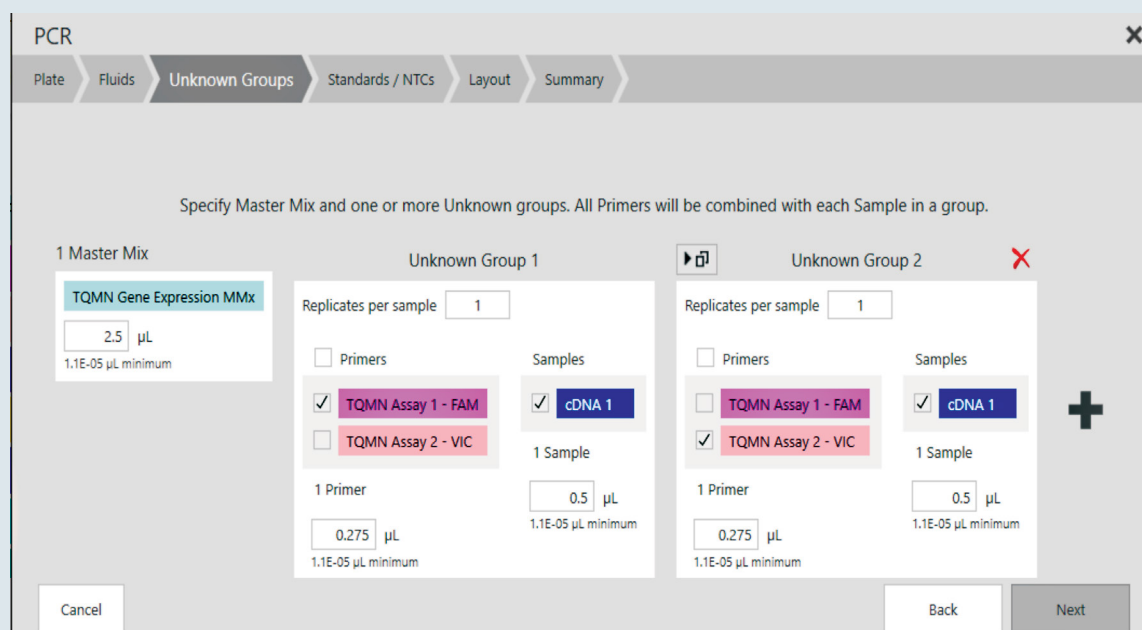 PCR
Plate
Fluids
Unknown Groups
Standards / NTCs
Layout
Summary
Specify Master Mix and one or more Unknown groups. All Primers will be combined with each Sample in a group.
1 Master Mix
TQMN Gene Expression MMx
2.5 µL
1.1E-05 µL minimum
Unknown Group 1
Replicates per sample 1
Primers
TQMN Assay 1 - FAM
TQMN Assay 2 - VIC
1 Primer
0.275 µL
1.1E-05 µL minimum
Samples
cDNA 1
1 Sample
0.5 µL
1.1E-05 µL minimum
Unknown Group 2
Replicates per sample 1
Primers
TQMN Assay 1 - FAM
TQMN Assay 2 - VIC
1 Primer
0.275 µL
1.1E-05 µL minimum
Samples
cDNA 1
1 Sample
0.5 µL
1.1E-05 µL minimum
Cancel
Back
Next